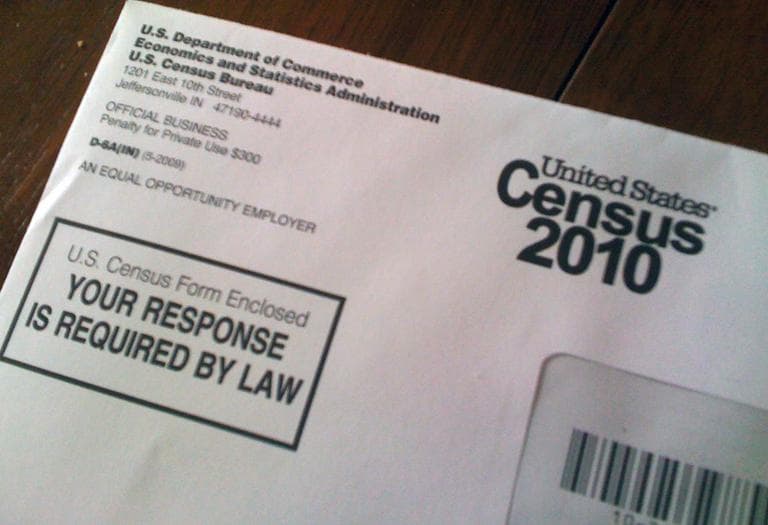 U.S. Department of Commerce
Economics and Statistics Administration
U.S. Census Bureau
1201 East 10th Street
Jeffersonville IN 47190-4444
OFFICIAL BUSINESS
Penalty for Private Use $300
D-6A(IN) (5-2009)
AN EQUAL OPPORTUNITY EMPLOYER
United States®
Census
2010
U.S. Census Form Enclosed
YOUR RESPONSE
IS REQUIRED BY LAW